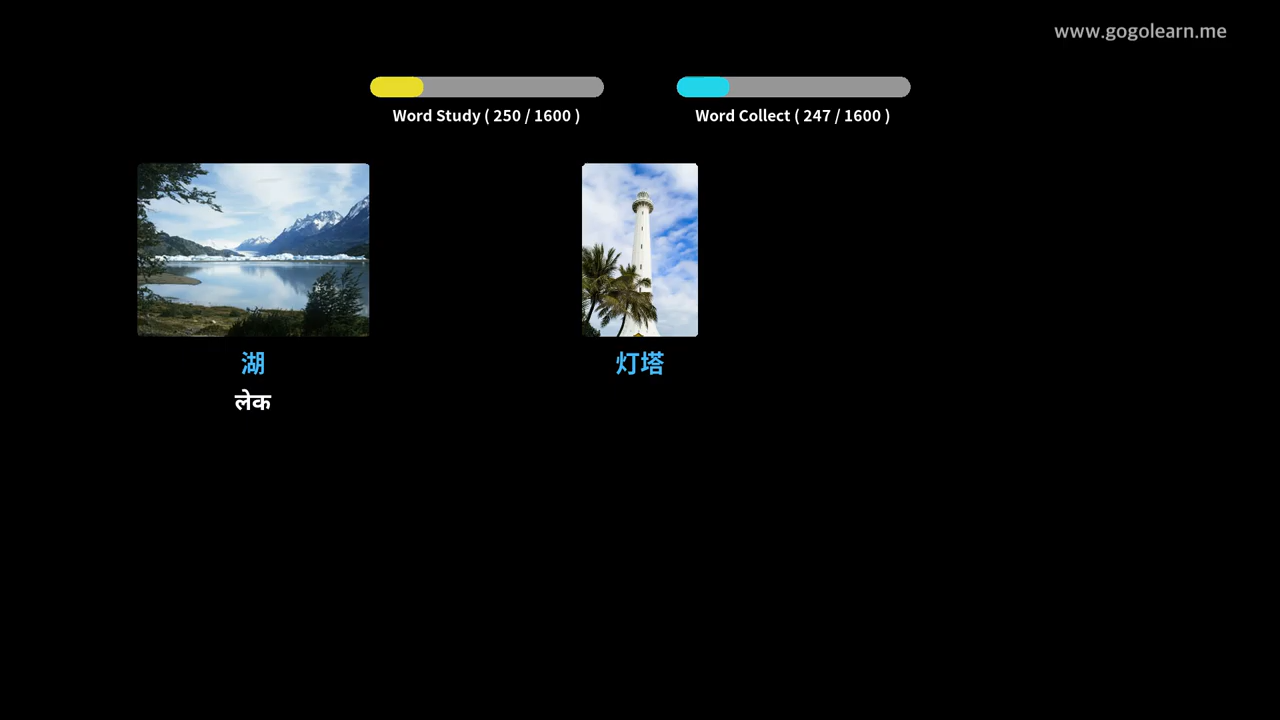 www.gogolearn.me
Word Study ( 250 / 1600 )
Word Collect ( 247 / 1600 )
湖
灯塔
लेक